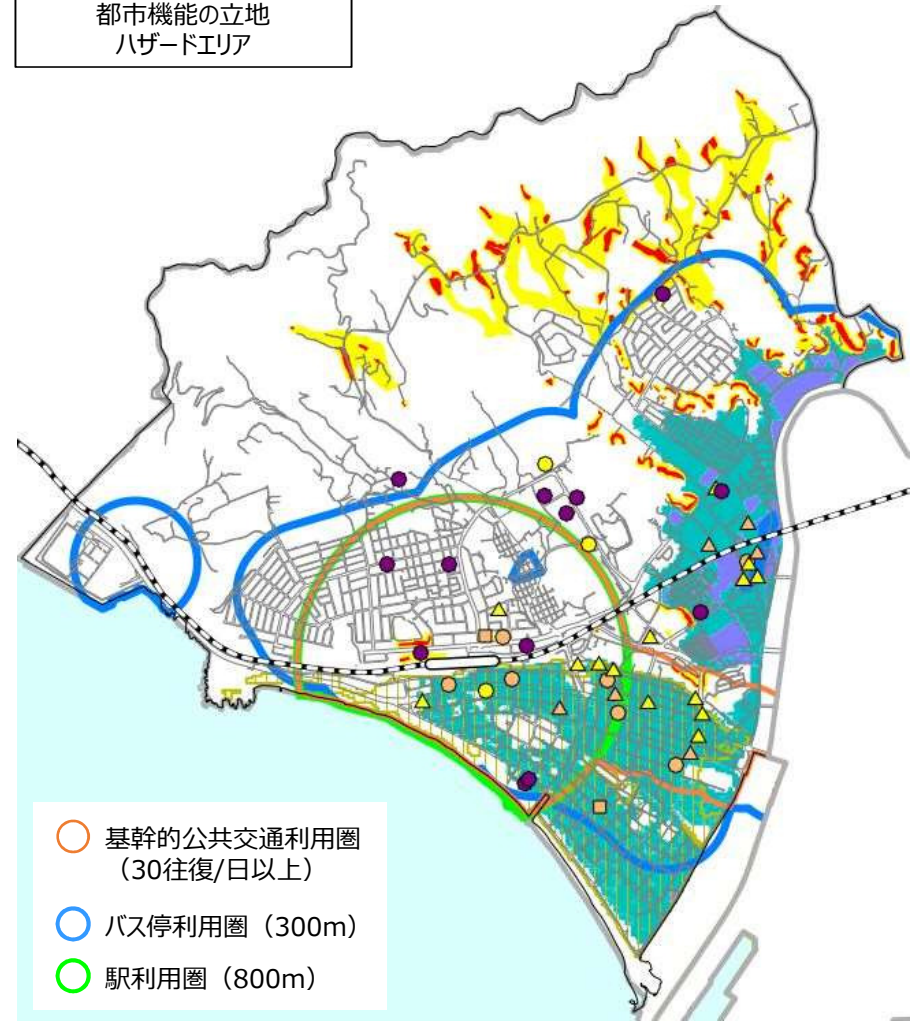 都市機能の立地
ハザードエリア
基幹的公共交通利用圏
（30往復/日以上）
バス停利用圏（300m）
駅利用圏（800m）